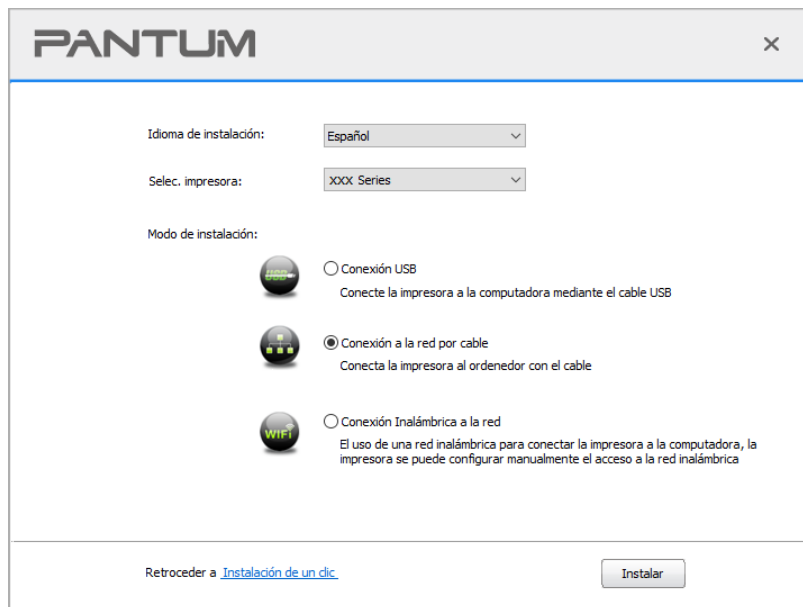 PANTUM
Idioma de instalación:
Español
Selec. impresora:
XXX Series
Modo de instalación:
USB
Conexión USB
Conecte la impresora a la computadora mediante el cable USB
Conexión a la red por cable
Conecta la impresora al ordenedor con el cable
WIFI
Conexión Inalámbrica a la red
El uso de una red inalámbrica para conectar la impresora a la computadora, la
impresora se puede configurar manualmente el acceso a la red inalámbrica
Retroceder a Instalación de un clic
Instalar